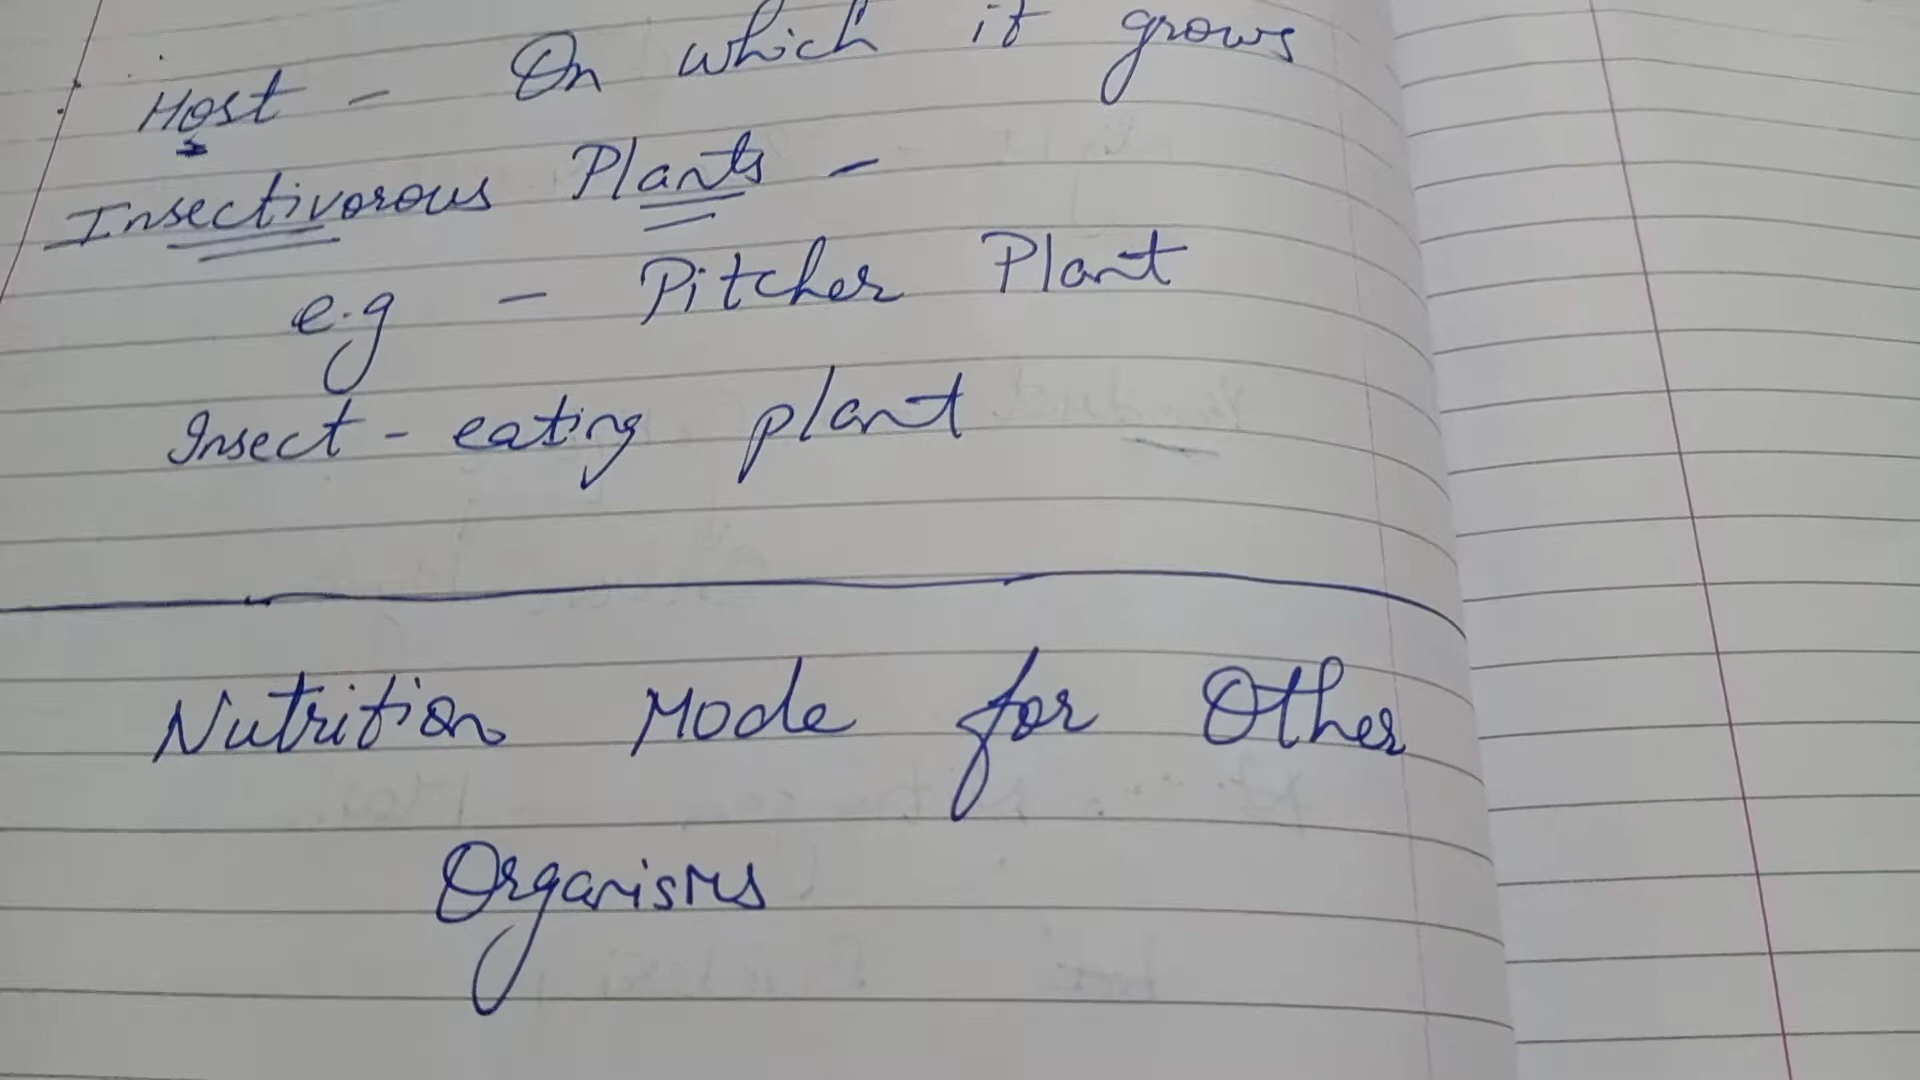 Host - On which it grows
Insectivorous Plants -
e.g - Pitcher Plant
Insect - eating plant
Nutrition Mode for Other
Organisms